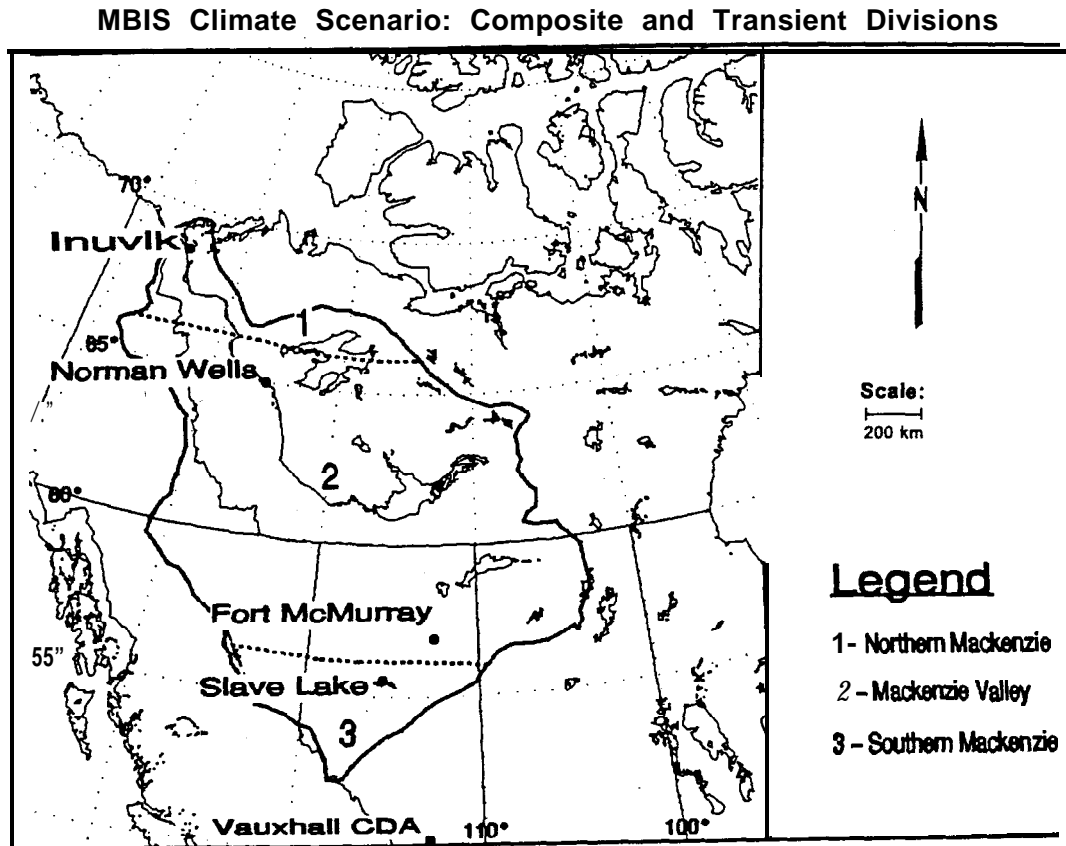 MBIS Climate Scenario: Composite and Transient Divisions
70°
Inuvik
N
1
65°
Norman Wells
Scale:
200 km
2
60°
Legend
Fort McMurray
1 - Northern Mackenzie
55"
Slave Lake
2 - Mackenzie Valley
3
3 - Southern Mackenzie
Vauxhall CDA
110°
100°